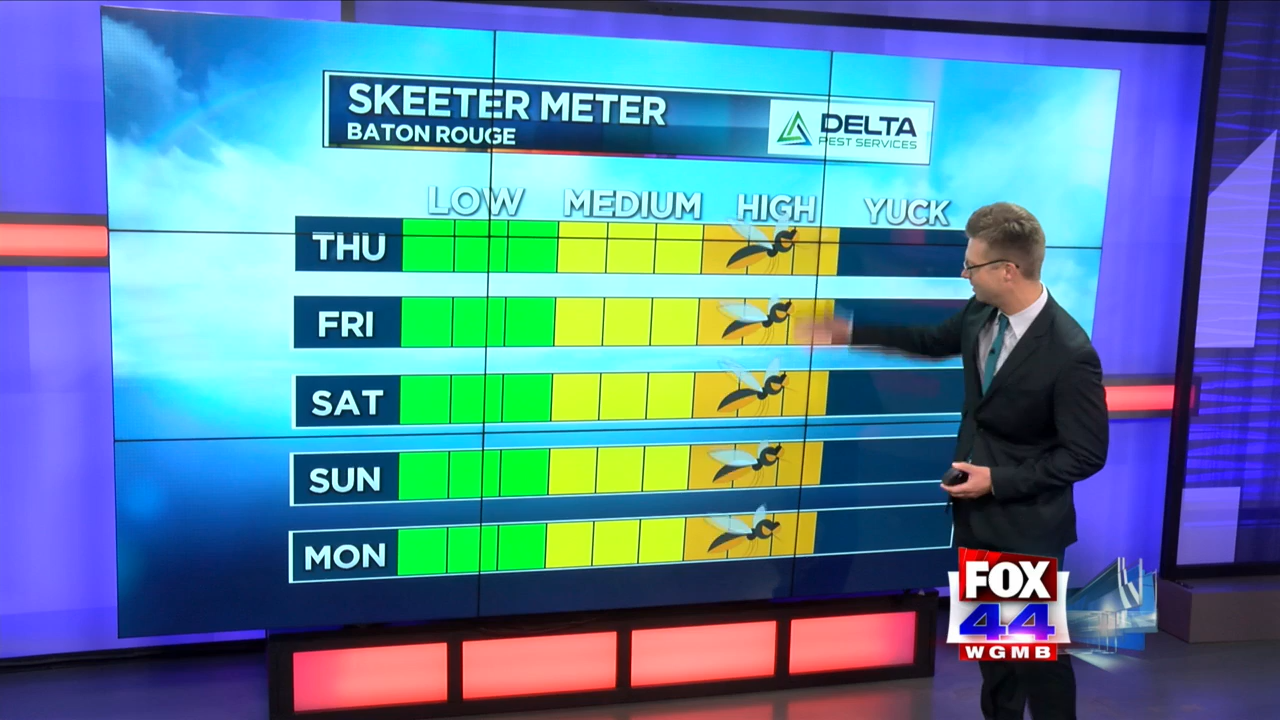 SKEETER METER
BATON ROUGE
DELTA
PEST SERVICES
LOW MEDIUM HIGH YUCK
THU
FRI
SAT
SUN
MON
FOX
44
WGMB